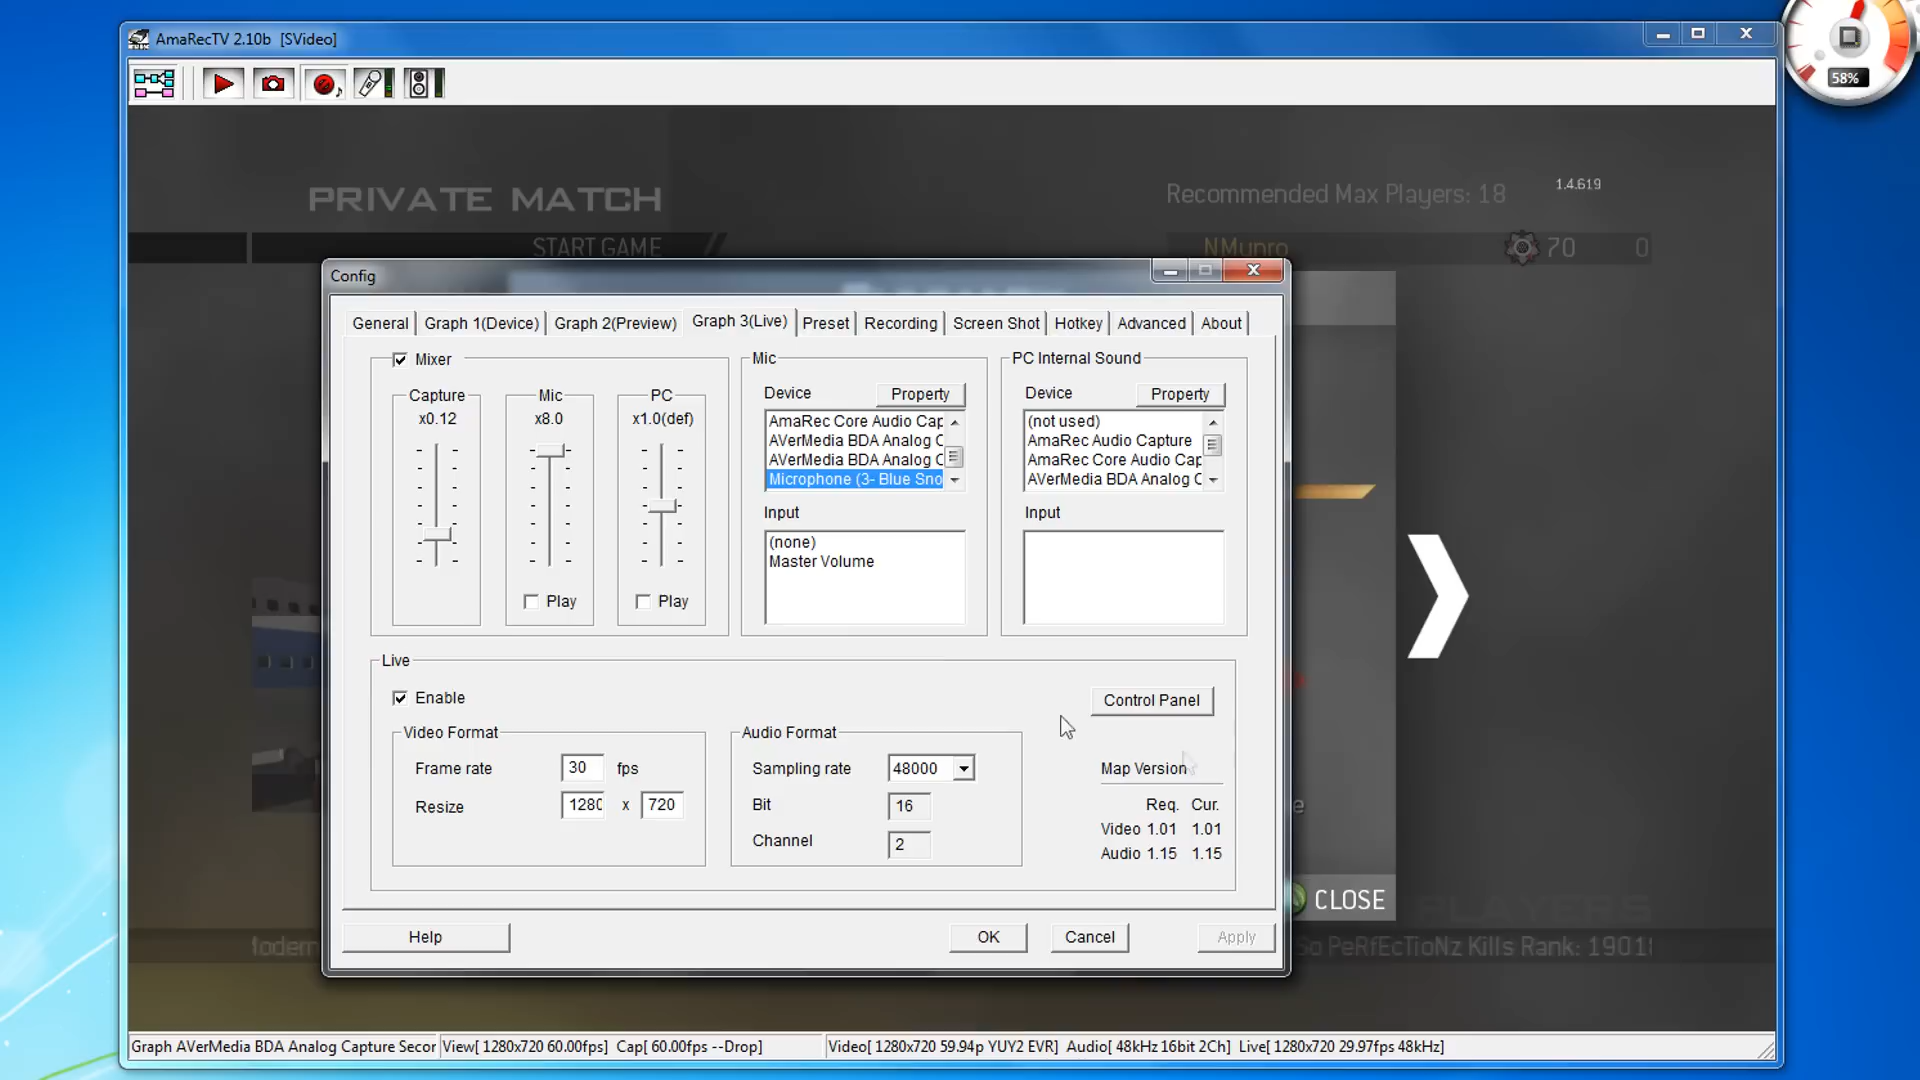 AmaRecTV 2.10b [SVideo]
58%
PRIVATE MATCH
Recommended Max Players: 18
1.4.619
START GAME
NMunro
70
0
Config
General
Graph 1(Device)
Graph 2(Preview)
Graph 3(Live)
Preset
Recording
Screen Shot
Hotkey
Advanced
About
Mixer
Capture
x0.12
Mic
x8.0
Play
PC
x1.0(def)
Play
Mic
Device
Property
AmaRec Core Audio Cap
AVerMedia BDA Analog C
AVerMedia BDA Analog C
Microphone (3- Blue Sno
Input
(none)
Master Volume
PC Internal Sound
Device
Property
(not used)
AmaRec Audio Capture
AmaRec Core Audio Cap
AVerMedia BDA Analog C
Input
Live
Enable
Control Panel
Video Format
Frame rate 30 fps
Resize 1280 x 720
Audio Format
Sampling rate 48000
Bit 16
Channel 2
Map Version
Req. Cur.
Video 1.01 1.01
Audio 1.15 1.15
CLOSE
PLAYERS
Help
OK
Cancel
Apply
So PeRfEcTioNz Kills Rank: 1901
Graph AVerMedia BDA Analog Capture Secor
View[ 1280x720 60.00fps] Cap[ 60.00fps --Drop]
Video[ 1280x720 59.94p YUY2 EVR] Audio[ 48kHz 16bit 2Ch] Live[ 1280x720 29.97fps 48kHz]